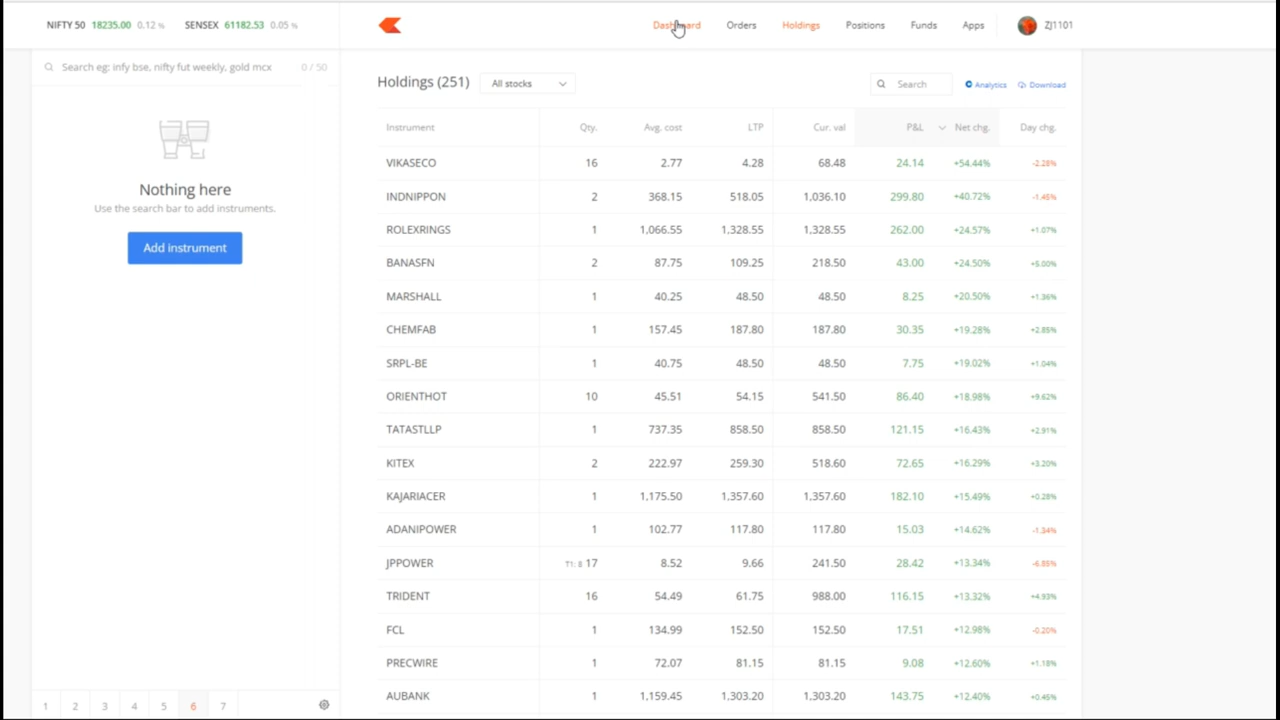 NIFTY 50 18235.00 0.12 % SENSEX 61182.53 0.05 % Dashboard Orders Holdings Positions Funds Apps ZJ1101
Search eg: infy bse, nifty fut weekly, gold mcx 0 / 50
Nothing here
Use the search bar to add instruments.
Add instrument
Holdings (251) All stocks Search Analytics Download
Instrument Qty. Avg. cost LTP Cur. val P&L Net chg. Day chg.
VIKASECO 16 2.77 4.28 68.48 24.14 +54.44% -2.28%
INDNIPPON 2 368.15 518.05 1,036.10 299.80 +40.72% -1.45%
ROLEXRINGS 1 1,066.55 1,328.55 1,328.55 262.00 +24.57% +1.07%
BANASFN 2 87.75 109.25 218.50 43.00 +24.50% +5.00%
MARSHALL 1 40.25 48.50 48.50 8.25 +20.50% +1.36%
CHEMFAB 1 157.45 187.80 187.80 30.35 +19.28% +2.85%
SRPL-BE 1 40.75 48.50 48.50 7.75 +19.02% +1.04%
ORIENTHOT 10 45.51 54.15 541.50 86.40 +18.98% +9.62%
TATASTLLP 1 737.35 858.50 858.50 121.15 +16.43% +2.91%
KITEX 2 222.97 259.30 518.60 72.65 +16.29% +3.20%
KAJARIACER 1 1,175.50 1,357.60 1,357.60 182.10 +15.49% +0.28%
ADANIPOWER 1 102.77 117.80 117.80 15.03 +14.62% -1.34%
JPPOWER T1: 8 17 8.52 9.66 241.50 28.42 +13.34% -6.85%
TRIDENT 16 54.49 61.75 988.00 116.15 +13.32% +4.93%
FCL 1 134.99 152.50 152.50 17.51 +12.98% -0.20%
PRECWIRE 1 72.07 81.15 81.15 9.08 +12.60% +1.18%
AUBANK 1 1,159.45 1,303.20 1,303.20 143.75 +12.40% +0.45%
1 2 3 4 5 6 7